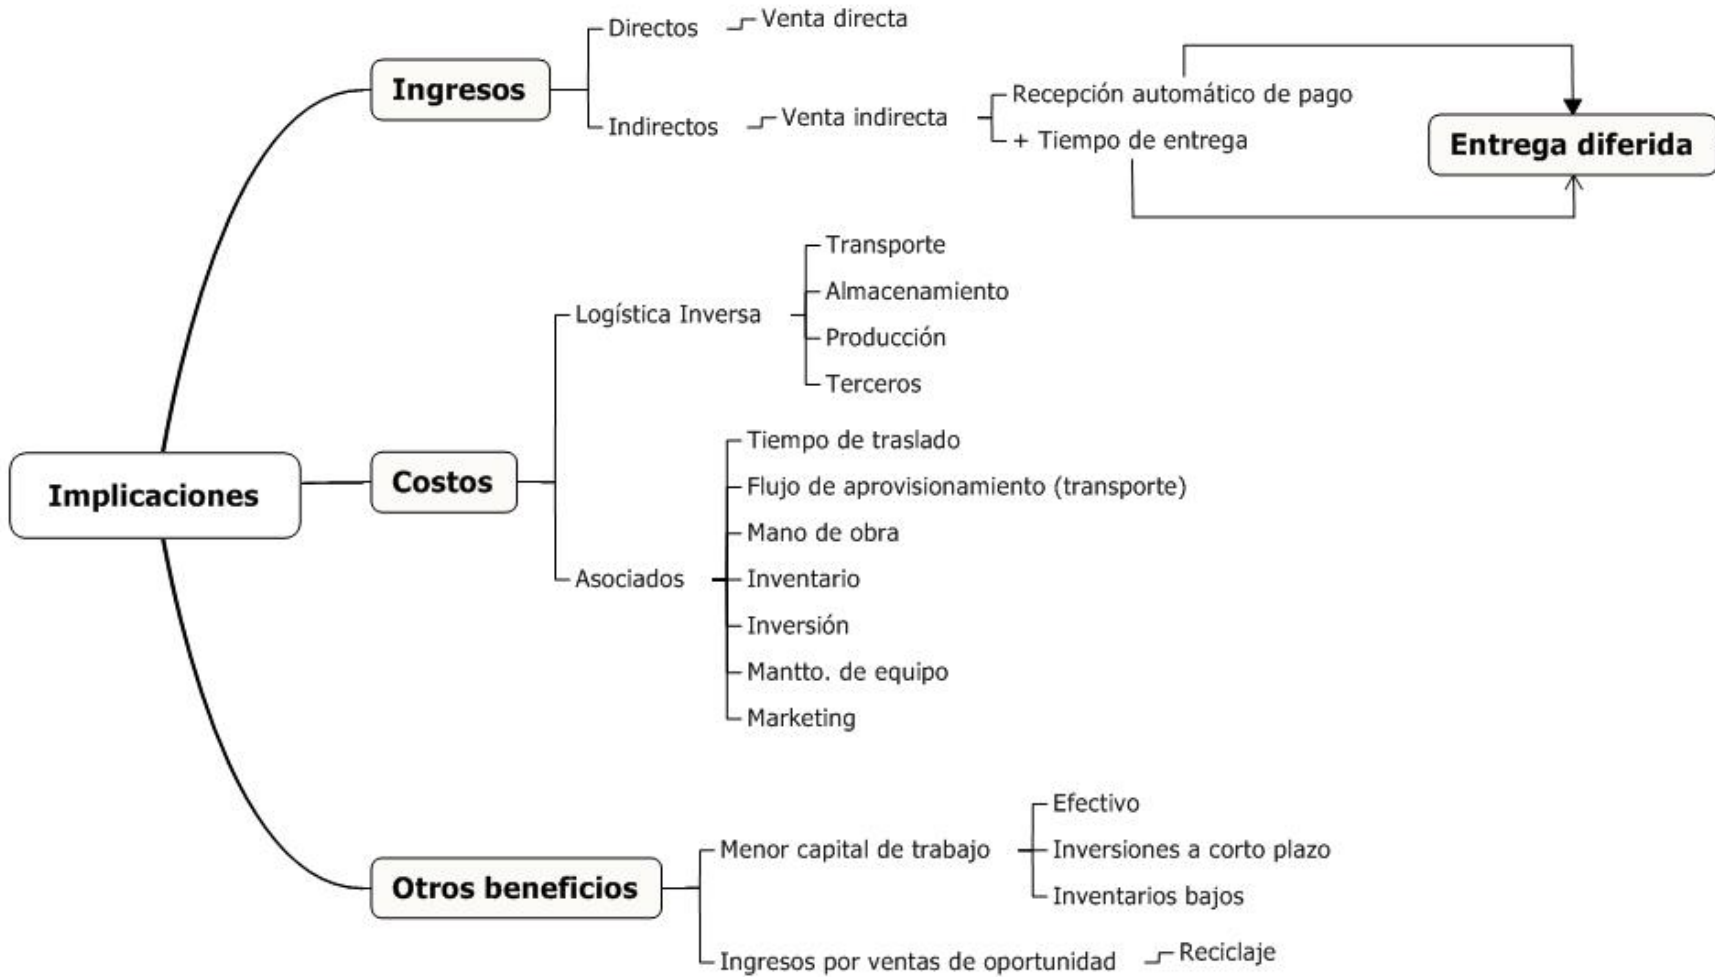 Implicaciones
Ingresos
Directos
Venta directa
Indirectos
Venta indirecta
Recepción automático de pago
+ Tiempo de entrega
Entrega diferida
Costos
Logística Inversa
Transporte
Almacenamiento
Producción
Terceros
Asociados
Tiempo de traslado
Flujo de aprovisionamiento (transporte)
Mano de obra
Inventario
Inversión
Mantto. de equipo
Marketing
Otros beneficios
Menor capital de trabajo
Efectivo
Inversiones a corto plazo
Inventarios bajos
Ingresos por ventas de oportunidad
Reciclaje